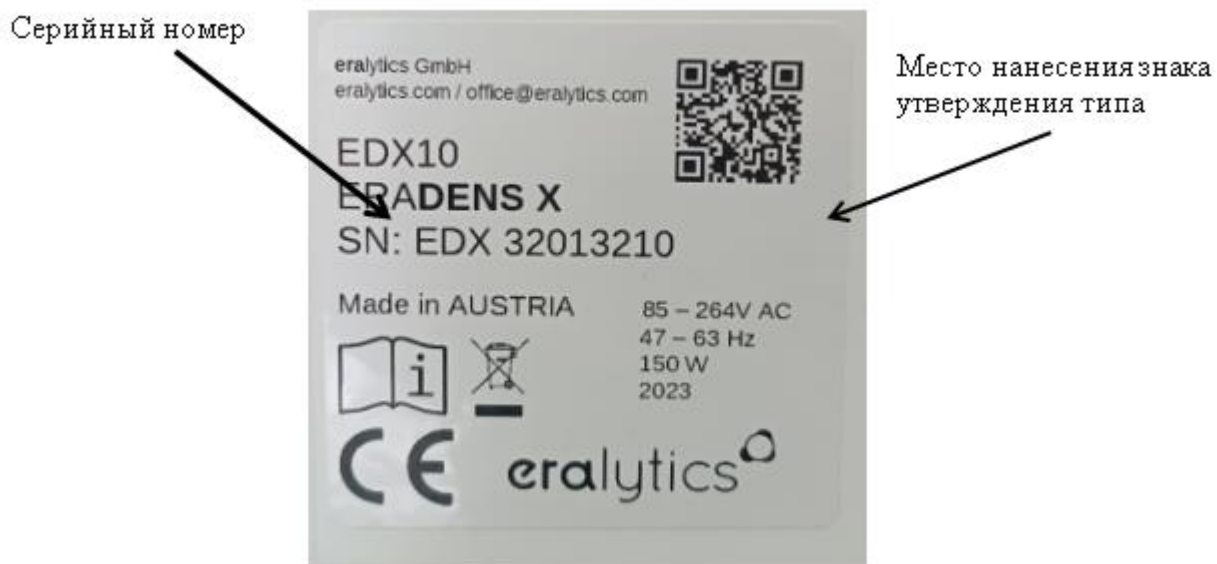 Серийный номер
Место нанесения знака
утверждения типа
eralytics GmbH
eralytics.com / office@eralytics.com
EDX10
ERADENS X
SN: EDX 32013210
Made in AUSTRIA
85 – 264V AC
47 – 63 Hz
150 W
2023
i
CE
eralytics